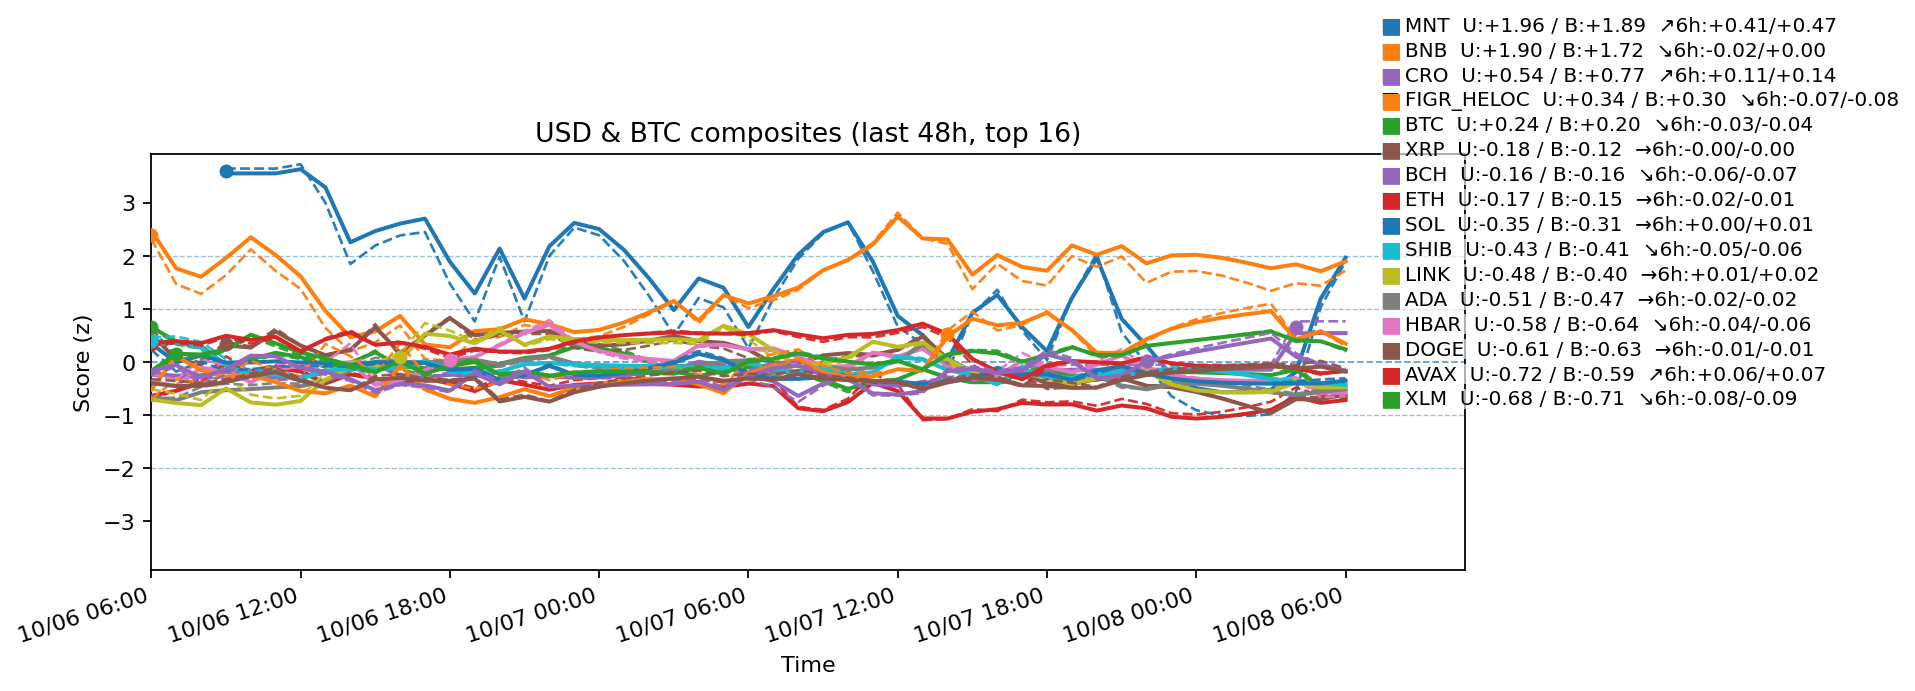 MNT U:+1.96 / B:+1.89 ↗6h:+0.41/+0.47
BNB U:+1.90 / B:+1.72 ↘6h:-0.02/+0.00
CRO U:+0.54 / B:+0.77 ↗6h:+0.11/+0.14
FIGR_HELOC U:+0.34 / B:+0.30 ↘6h:-0.07/-0.08
BTC U:+0.24 / B:+0.20 ↘6h:-0.03/-0.04
XRP U:-0.18 / B:-0.12 →6h:-0.00/-0.00
BCH U:-0.16 / B:-0.16 ↘6h:-0.06/-0.07
ETH U:-0.17 / B:-0.15 →6h:-0.02/-0.01
SOL U:-0.35 / B:-0.31 →6h:+0.00/+0.01
SHIB U:-0.43 / B:-0.41 ↘6h:-0.05/-0.06
LINK U:-0.48 / B:-0.40 →6h:+0.01/+0.02
ADA U:-0.51 / B:-0.47 →6h:-0.02/-0.02
HBAR U:-0.58 / B:-0.64 ↘6h:-0.04/-0.06
DOGE U:-0.61 / B:-0.63 →6h:-0.01/-0.01
AVAX U:-0.72 / B:-0.59 ↗6h:+0.06/+0.07
XLM U:-0.68 / B:-0.71 ↘6h:-0.08/-0.09
USD & BTC composites (last 48h, top 16)
Score (z)
3
2
1
0
−1
−2
−3
10/06 06:00
10/06 12:00
10/06 18:00
10/07 00:00
10/07 06:00
10/07 12:00
10/07 18:00
10/08 00:00
10/08 06:00
Time